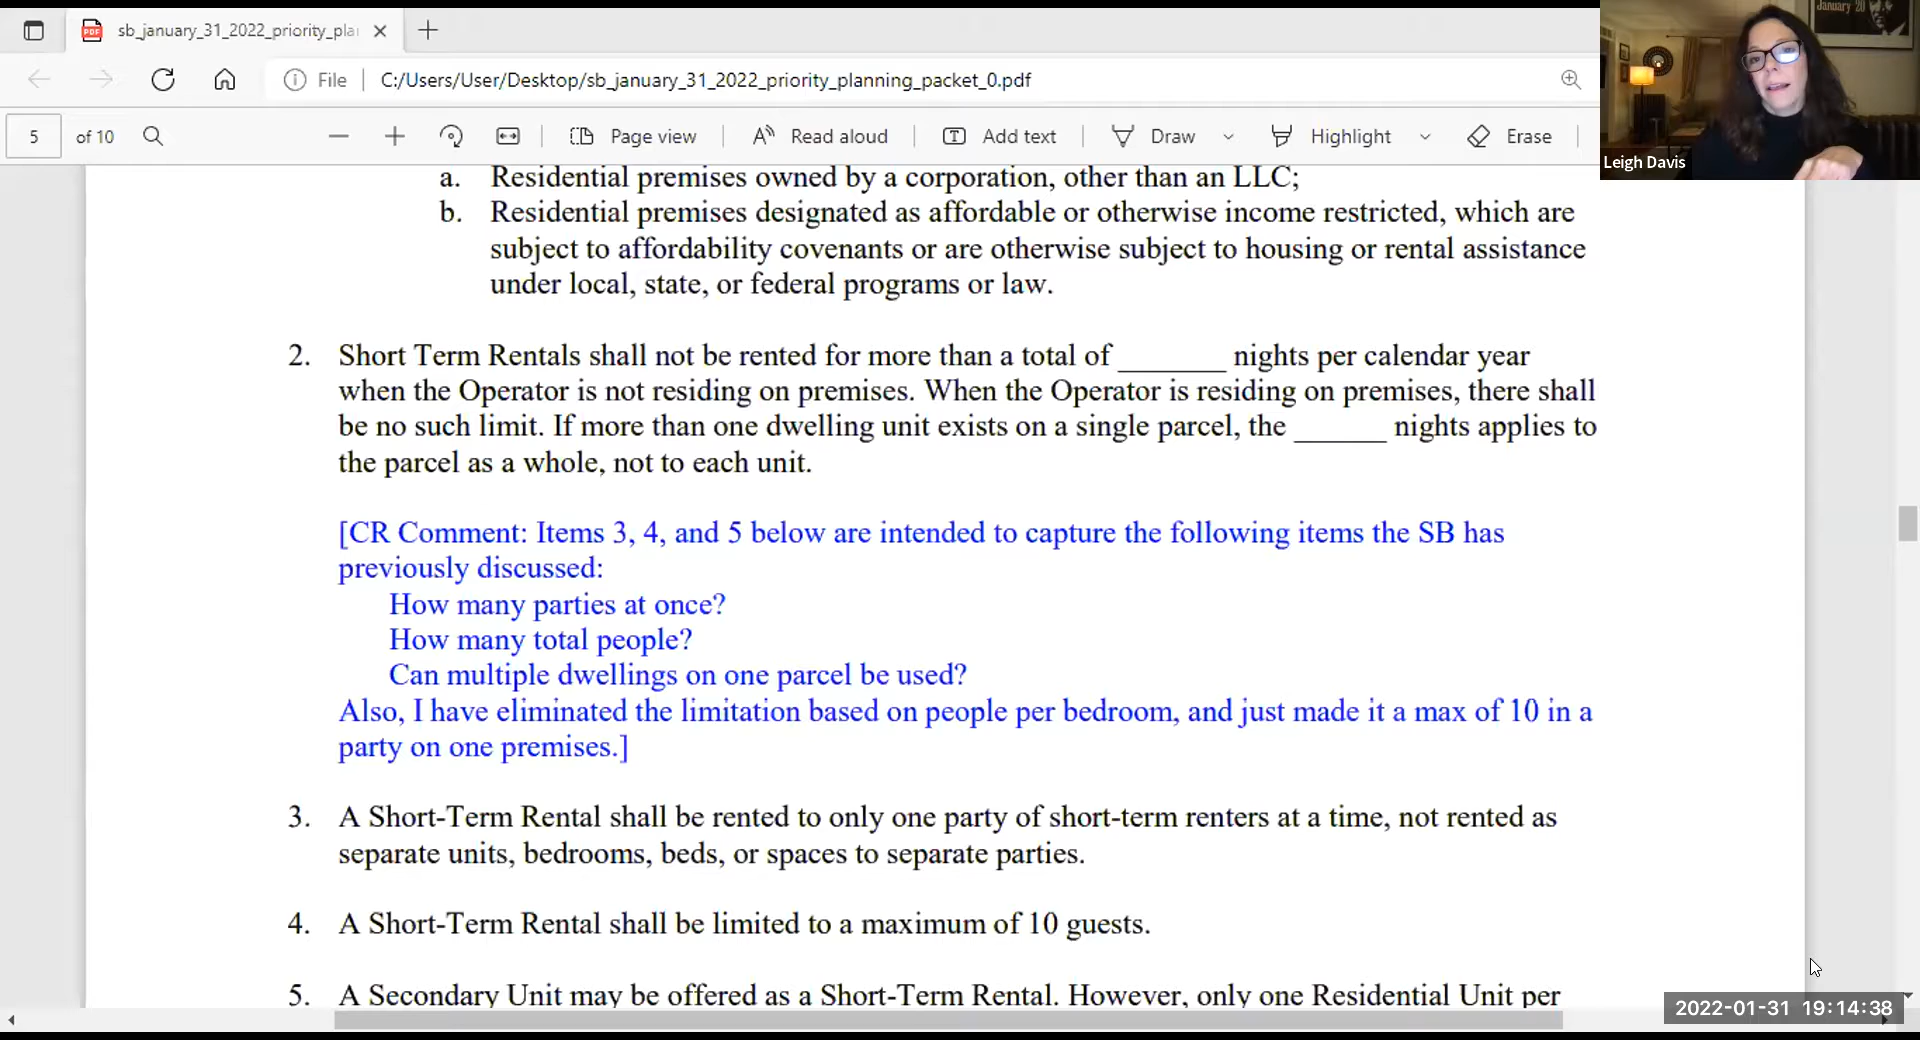 sb_january_31_2022_priority_pla
File C:/Users/User/Desktop/sb_january_31_2022_priority_planning_packet_0.pdf
5 of 10 Page view Read aloud Add text Draw Highlight Erase
January 20
Leigh Davis
a. Residential premises owned by a corporation, other than an LLC;
b. Residential premises designated as affordable or otherwise income restricted, which are
subject to affordability covenants or are otherwise subject to housing or rental assistance
under local, state, or federal programs or law.
2. Short Term Rentals shall not be rented for more than a total of _______ nights per calendar year
when the Operator is not residing on premises. When the Operator is residing on premises, there shall
be no such limit. If more than one dwelling unit exists on a single parcel, the ______ nights applies to
the parcel as a whole, not to each unit.
[CR Comment: Items 3, 4, and 5 below are intended to capture the following items the SB has
previously discussed:
How many parties at once?
How many total people?
Can multiple dwellings on one parcel be used?
Also, I have eliminated the limitation based on people per bedroom, and just made it a max of 10 in a
party on one premises.]
3. A Short-Term Rental shall be rented to only one party of short-term renters at a time, not rented as
separate units, bedrooms, beds, or spaces to separate parties.
4. A Short-Term Rental shall be limited to a maximum of 10 guests.
5. A Secondary Unit may be offered as a Short-Term Rental. However, only one Residential Unit per
2022-01-31 19:14:38